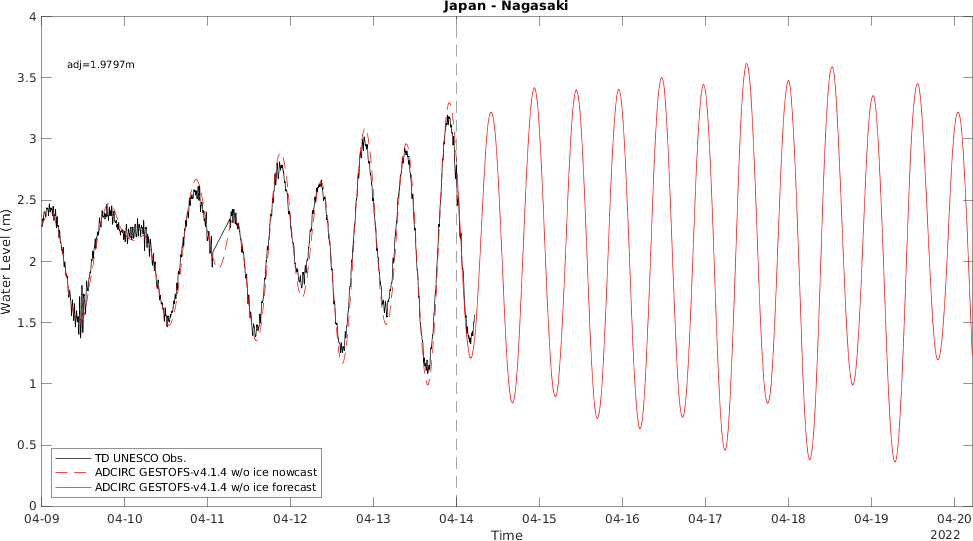 Japan - Nagasaki
adj=1.9797m
Water Level (m)
4
3.5
3
2.5
2
1.5
1
0.5
0
TD UNESCO Obs.
ADCIRC GESTOFS-v4.1.4 w/o ice nowcast
ADCIRC GESTOFS-v4.1.4 w/o ice forecast
04-09 04-10 04-11 04-12 04-13 04-14 04-15 04-16 04-17 04-18 04-19 04-20
Time
2022